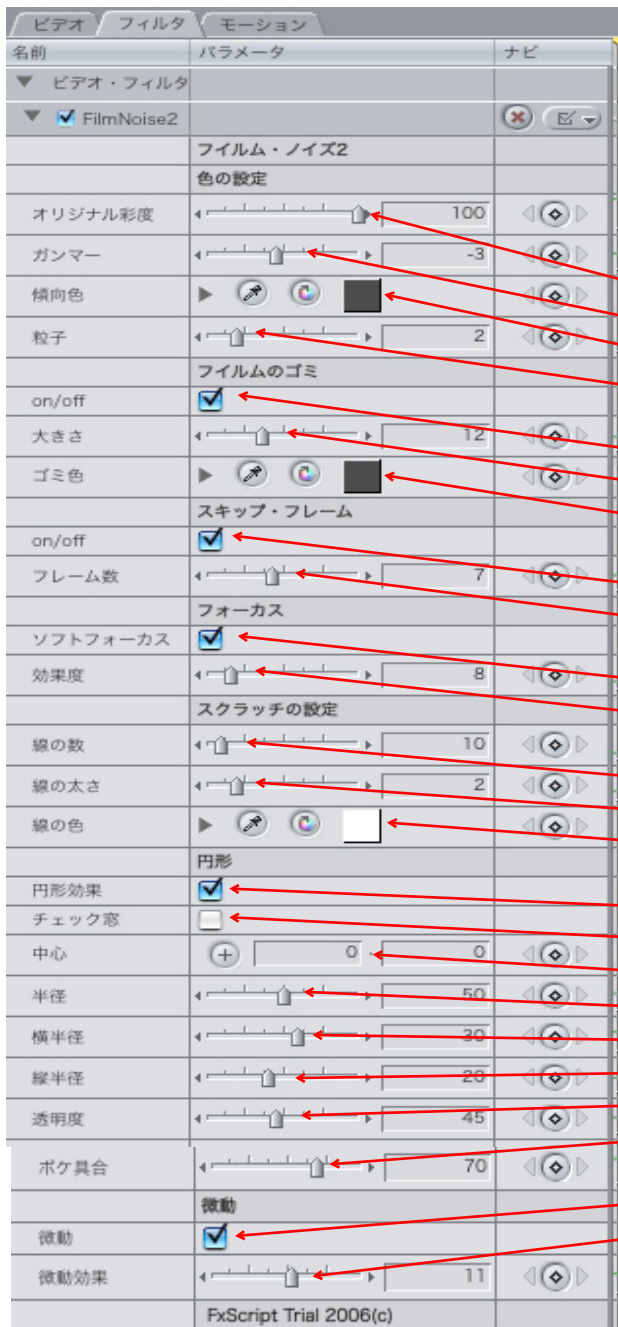 ビデオ フィルタ モーション
名前 パラメータ ナビ
ビデオ・フィルタ
FilmNoise2
フイルム・ノイズ2
色の設定
オリジナル彩度 100
ガンマー -3
傾向色
粒子 2
フイルムのゴミ
on/off
大きさ 12
ゴミ色
スキップ・フレーム
on/off
フレーム数 7
フォーカス
ソフトフォーカス
効果度 8
スクラッチの設定
線の数 10
線の太さ 2
線の色
円形
円形効果
チェック窓
中心 0 0
半径 50
横半径 30
縦半径 20
透明度 45
ボケ具合 70
微動
微動
微動効果 11
FxScript Trial 2006(c)